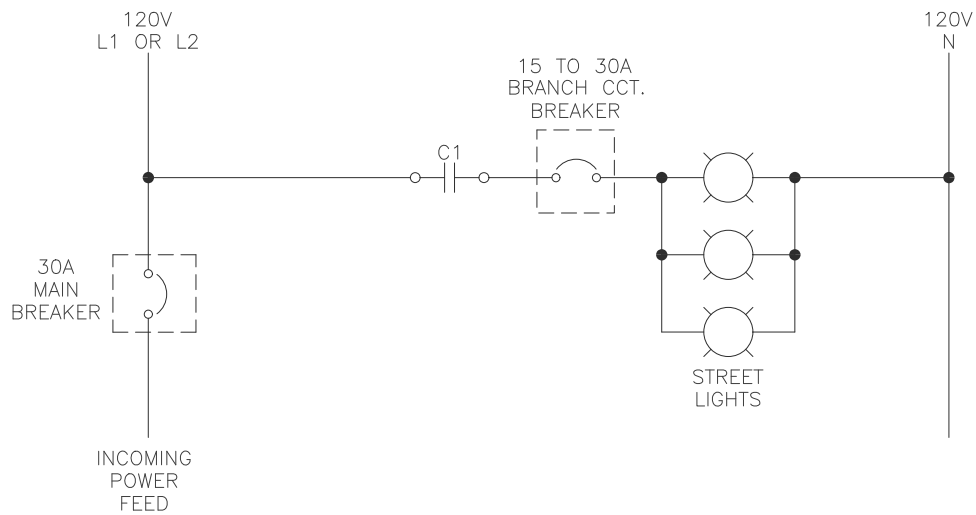 120V
L1 OR L2
120V
N
15 TO 30A
BRANCH CCT.
BREAKER
C1
30A
MAIN
BREAKER
STREET
LIGHTS
INCOMING
POWER
FEED